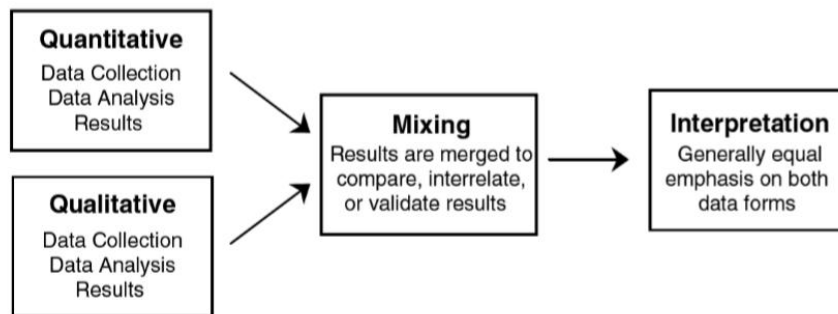 Quantitative
Data Collection
Data Analysis
Results
Qualitative
Data Collection
Data Analysis
Results
Mixing
Results are merged to
compare, interrelate,
or validate results
Interpretation
Generally equal
emphasis on both
data forms